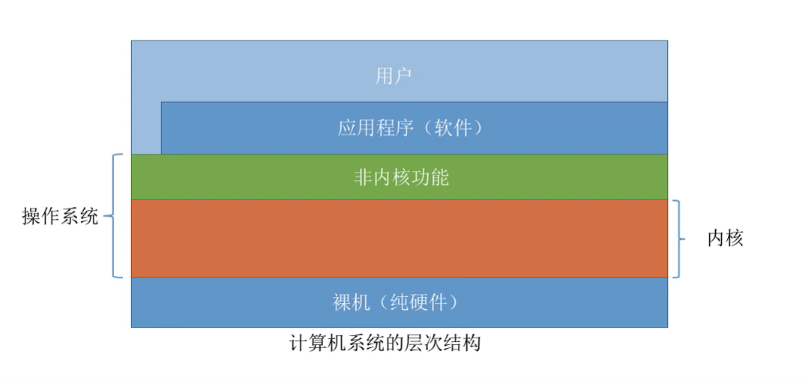 用户
应用程序（软件）
非内核功能
操作系统
内核
裸机（纯硬件）
计算机系统的层次结构